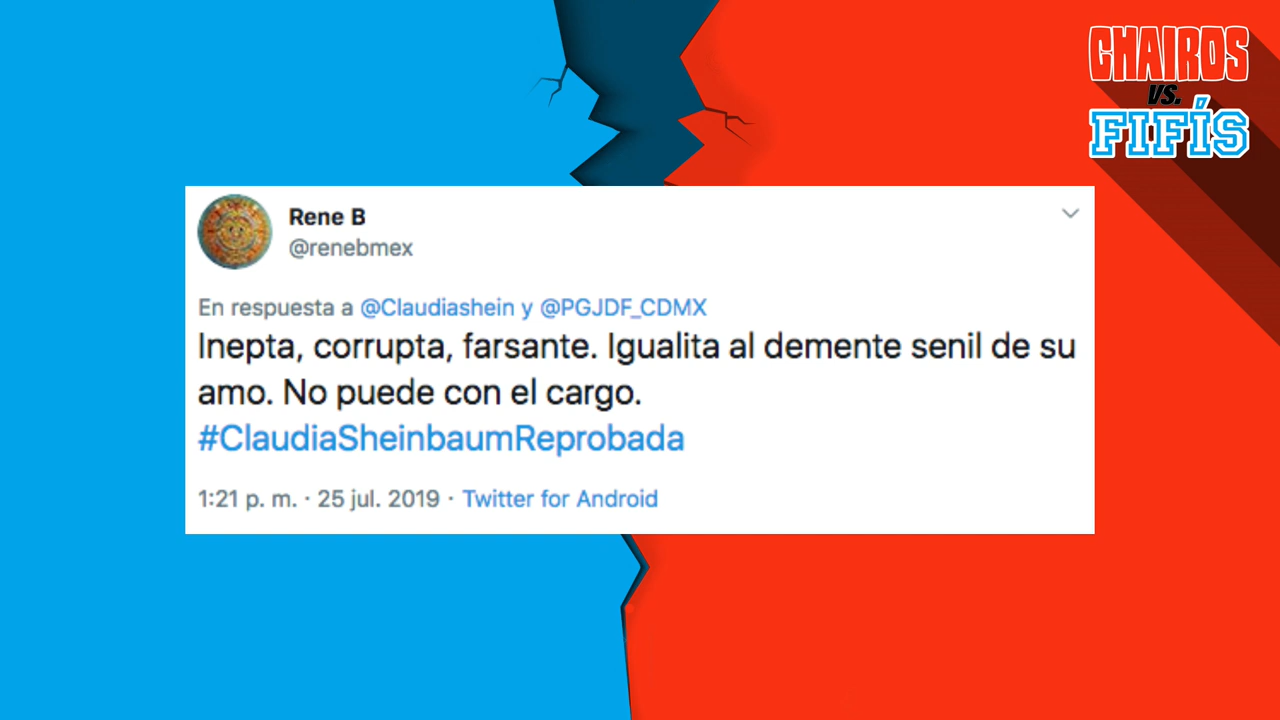 CHAIROS
VS.
FIFÍS
Rene B
@renebmex
En respuesta a @Claudiashein y @PGJDF_CDMX
Inepta, corrupta, farsante. Igualita al demente senil de su
amo. No puede con el cargo.
#ClaudiaSheinbaumReprobada
1:21 p. m. · 25 jul. 2019 · Twitter for Android